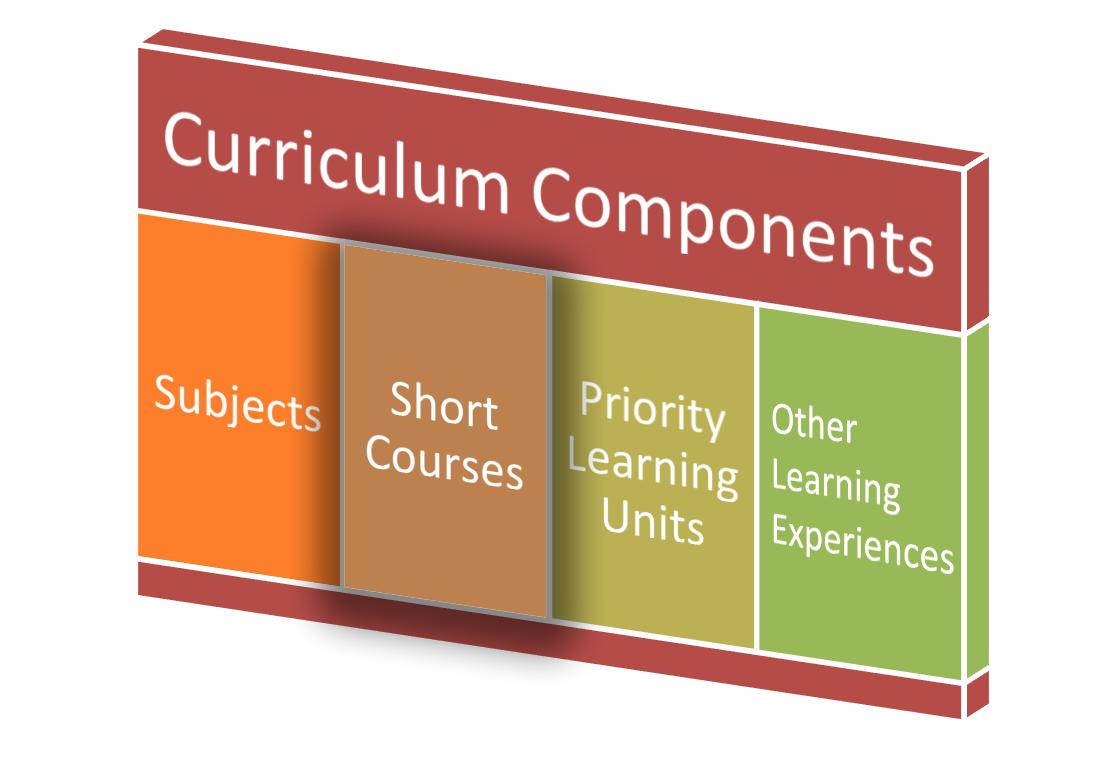 Curriculum Components
Subjects
Short
Courses
Priority
Learning
Units
Other
Learning
Experiences